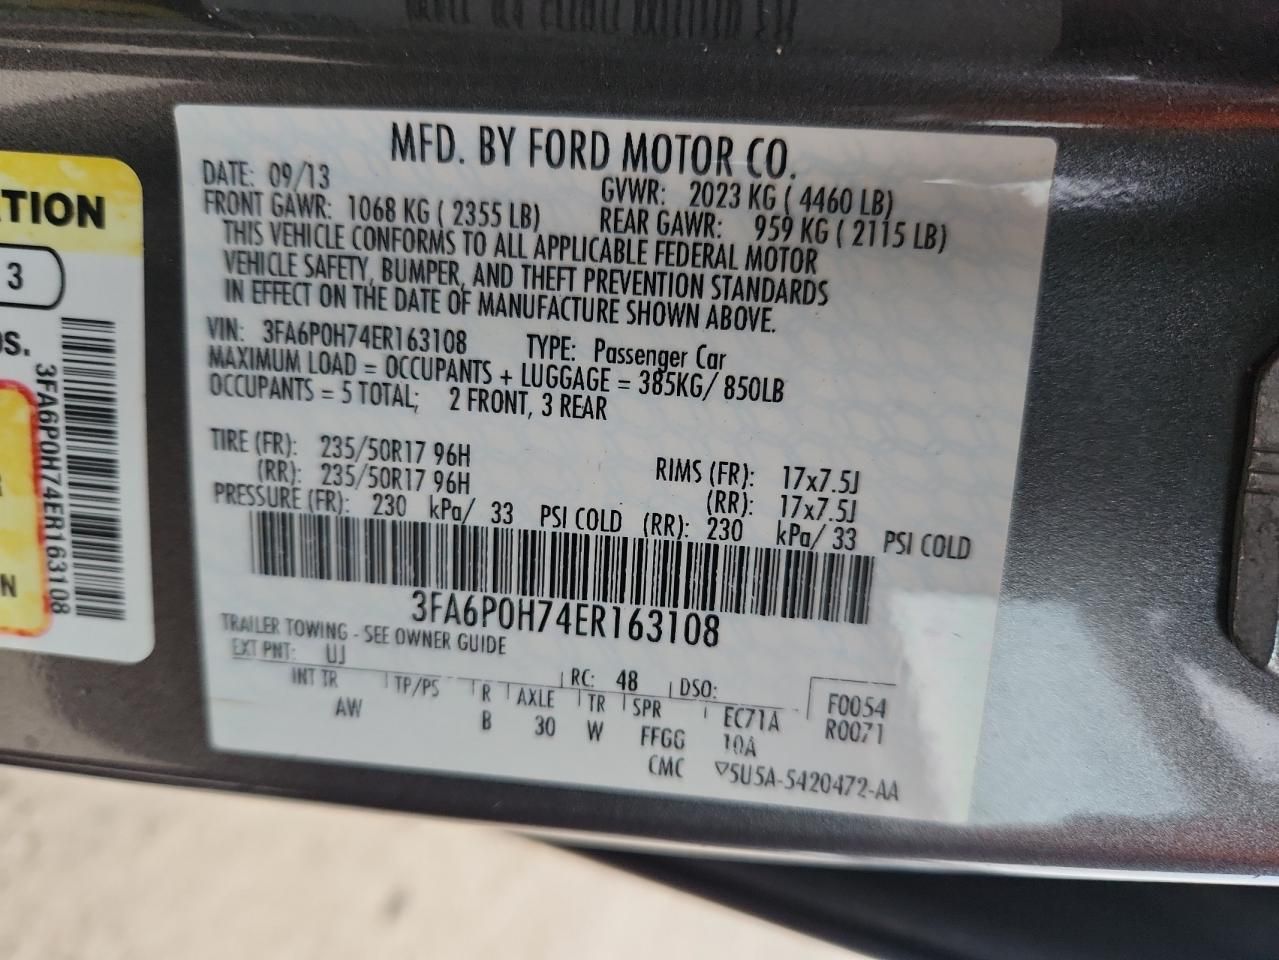 MFD. BY FORD MOTOR CO.
DATE: 09/13 GVWR: 2023 KG ( 4460 LB)
FRONT GAWR: 1068 KG ( 2355 LB) REAR GAWR: 959 KG ( 2115 LB)
THIS VEHICLE CONFORMS TO ALL APPLICABLE FEDERAL MOTOR
VEHICLE SAFETY, BUMPER, AND THEFT PREVENTION STANDARDS
IN EFFECT ON THE DATE OF MANUFACTURE SHOWN ABOVE.
VIN: 3FA6P0H74ER163108 TYPE: Passenger Car
MAXIMUM LOAD = OCCUPANTS + LUGGAGE = 385KG/ 850LB
OCCUPANTS = 5 TOTAL; 2 FRONT, 3 REAR
TIRE (FR): 235/50R17 96H RIMS (FR): 17x7.5J
(RR): 235/50R17 96H (RR): 17x7.5J
PRESSURE (FR): 230 kPa/ 33 PSI COLD (RR): 230 kPa/ 33 PSI COLD
3FA6P0H74ER163108
TRAILER TOWING - SEE OWNER GUIDE
EXT PNT: UJ RC: 48 DSO: F0054
INT TR TP/PS R AXLE TR SPR EC71A R0071
AW B 30 W FFGG 10A
CMC 5U5A-5420472-AA
ATION
3
3FA6P0H74ER163108